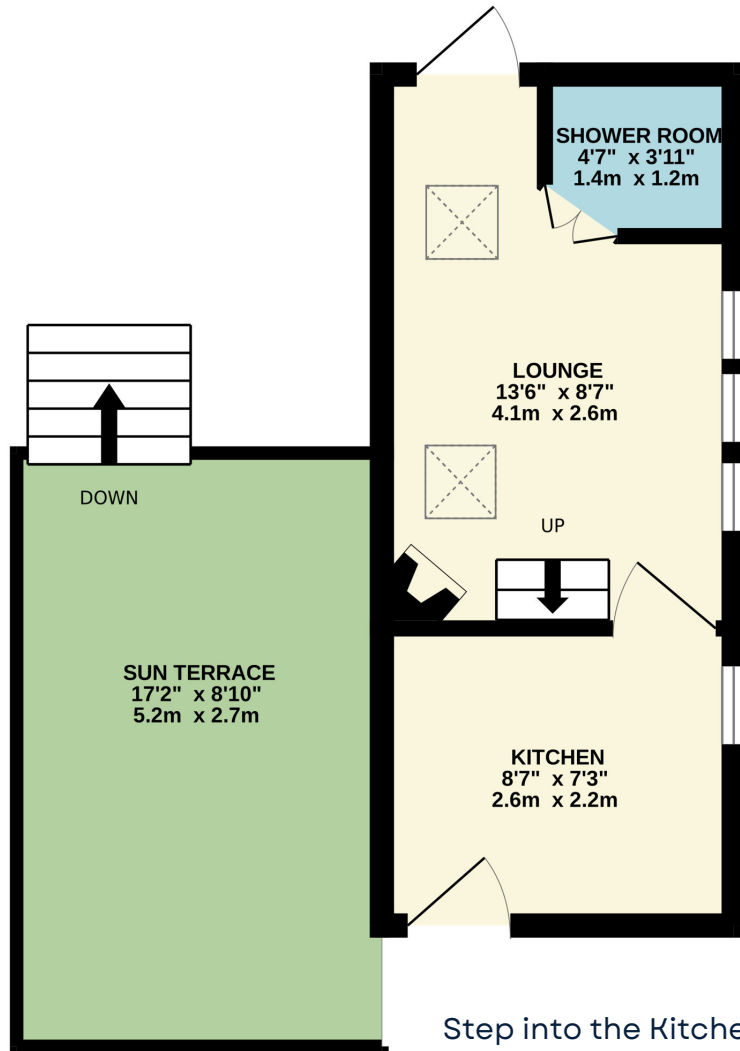 SHOWER ROOM
4'7" x 3'11"
1.4m x 1.2m
LOUNGE
13'6" x 8'7"
4.1m x 2.6m
DOWN
UP
SUN TERRACE
17'2" x 8'10"
5.2m x 2.7m
KITCHEN
8'7" x 7'3"
2.6m x 2.2m
Step into the Kitche